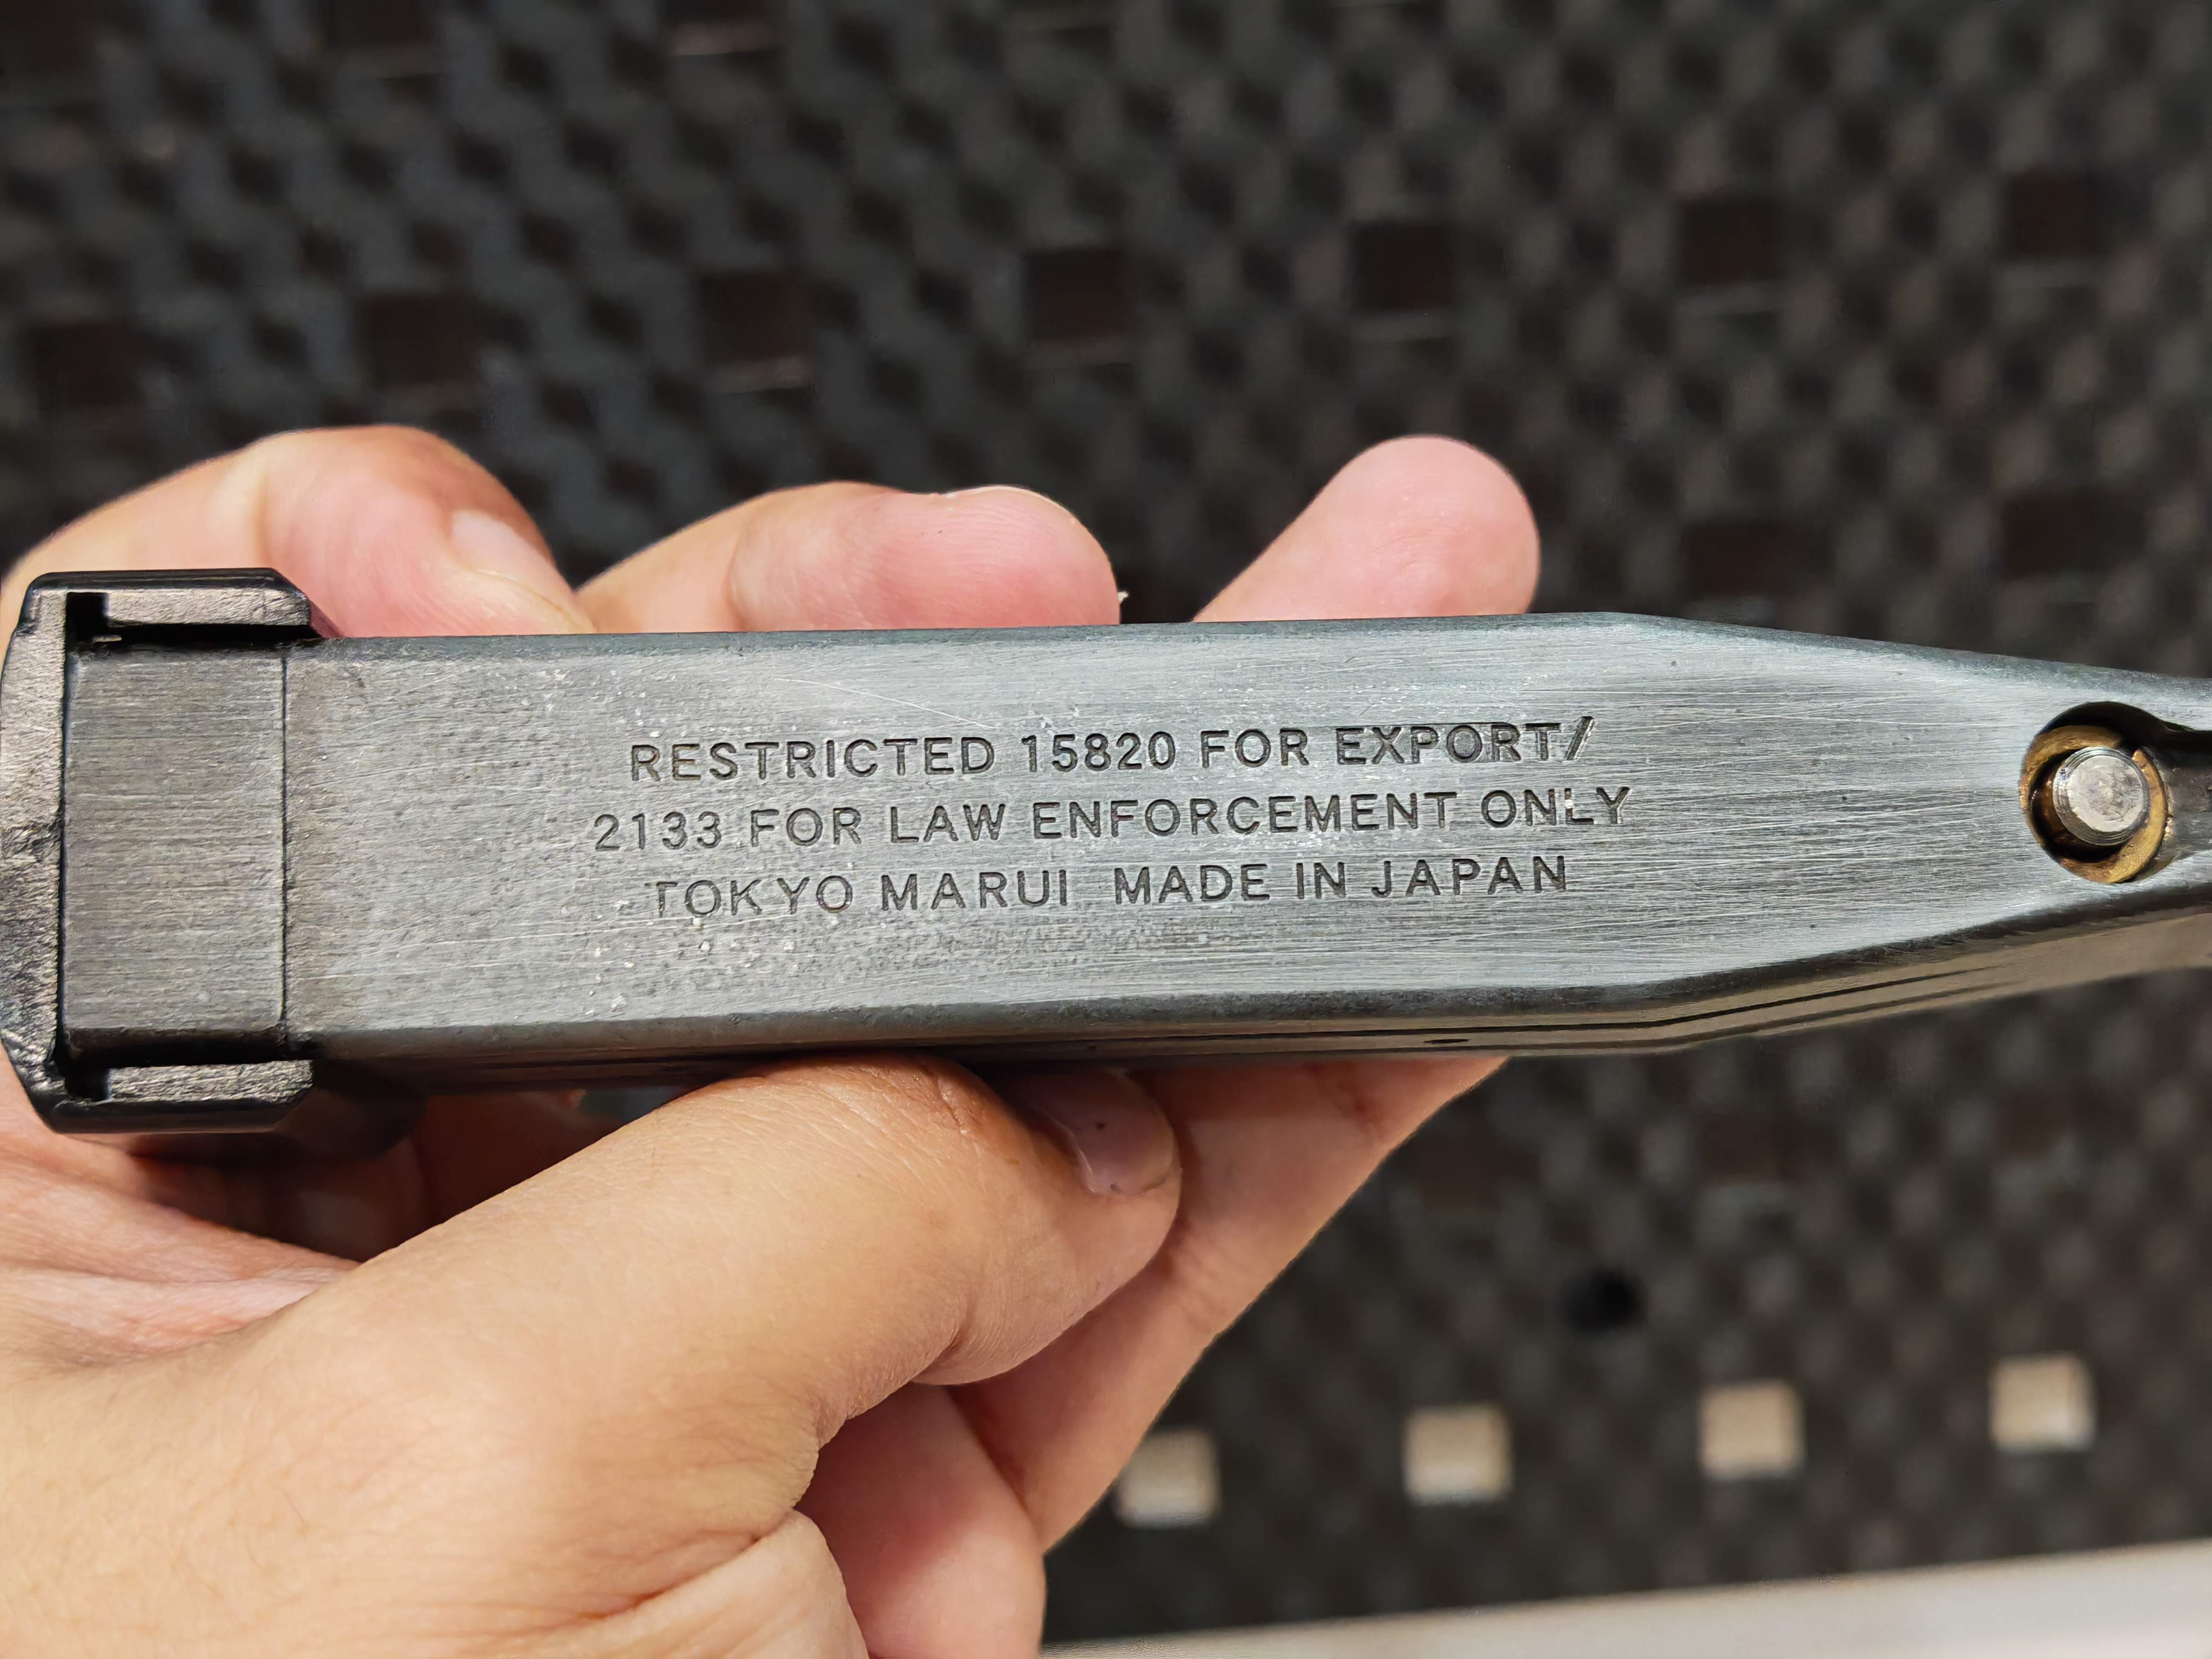 RESTRICTED 15820 FOR EXPORT/
2133 FOR LAW ENFORCEMENT ONLY
TOKYO MARUI MADE IN JAPAN